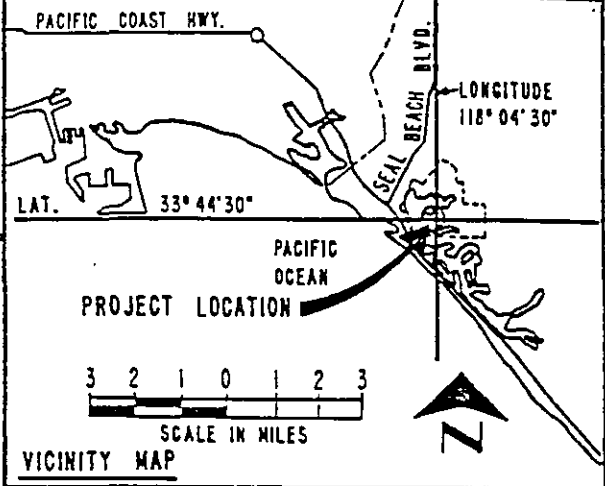 PACIFIC COAST HWY.
SEAL BEACH BLVD.
LONGITUDE
118° 04' 30"
LAT. 33° 44' 30"
PACIFIC
OCEAN
PROJECT LOCATION
3 2 1 0 1 2 3
SCALE IN MILES
N
VICINITY MAP